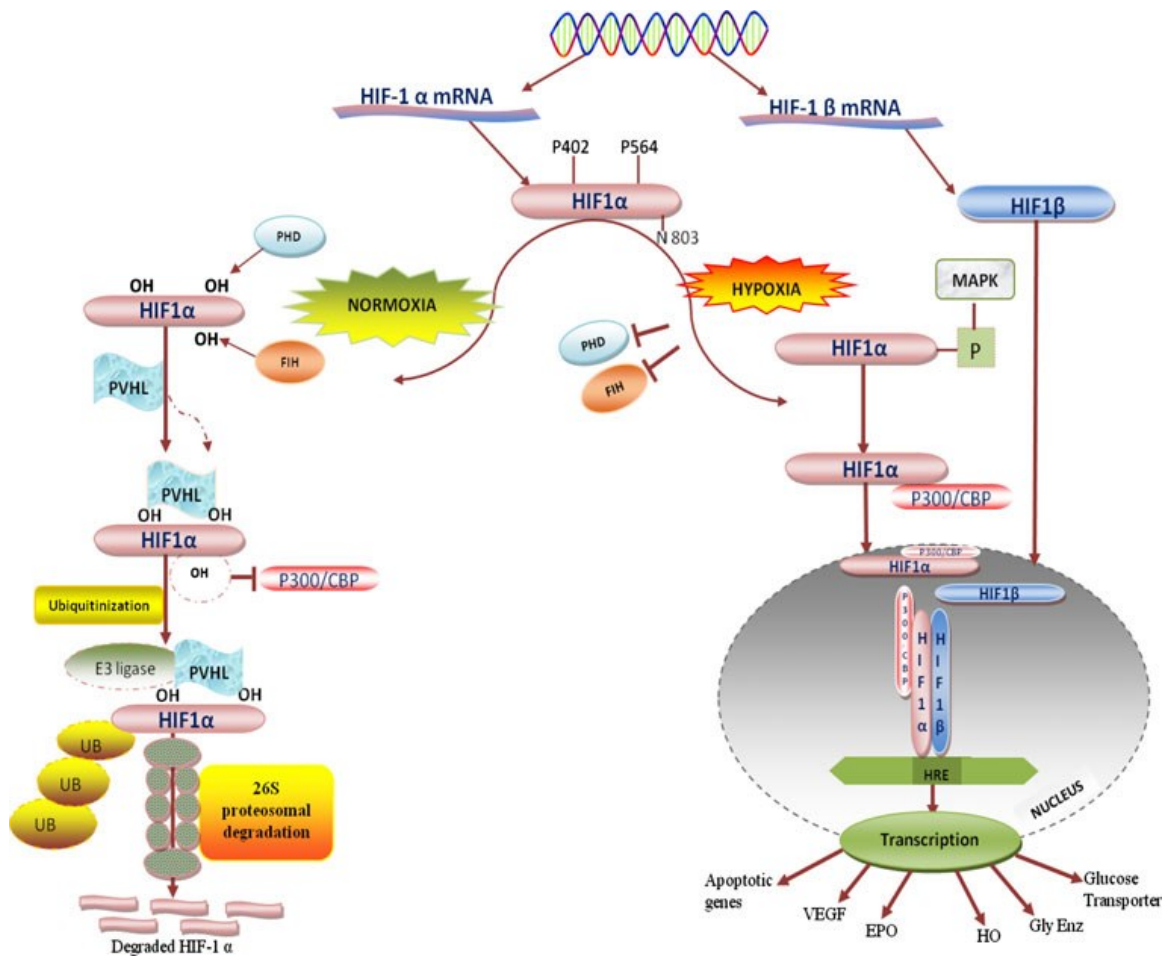 HIF-1 α mRNA
HIF-1 β mRNA
P402
P564
HIF1α
N 803
HIF1β
PHD
OH
OH
HIF1α
OH
FIH
NORMOXIA
HYPOXIA
PHD
FIH
MAPK
HIF1α
P
PVHL
HIF1α
P300/CBP
PVHL
OH
OH
HIF1α
OH
P300/CBP
Ubiquitinization
E3 ligase
PVHL
OH
OH
HIF1α
UB
UB
UB
26S
proteosomal
degradation
Degraded HIF-1 α
P300/CBP
HIF1α
HIF1β
P300/CBP
HIF1α
HIF1β
HRE
NUCLEUS
Transcription
Apoptotic
genes
VEGF
EPO
HO
Gly Enz
Glucose
Transporter